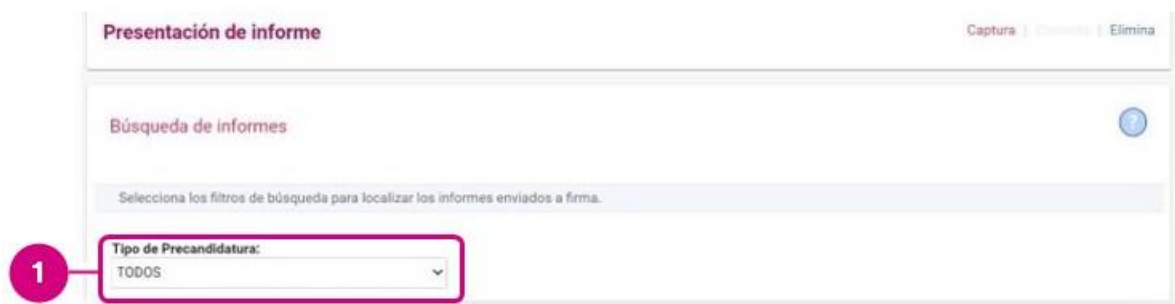 Presentación de informe
Captura | | Elimina
Búsqueda de informes
?
Selecciona los filtros de búsqueda para localizar los informes enviados a firma.
Tipo de Precandidatura:
1
TODOS